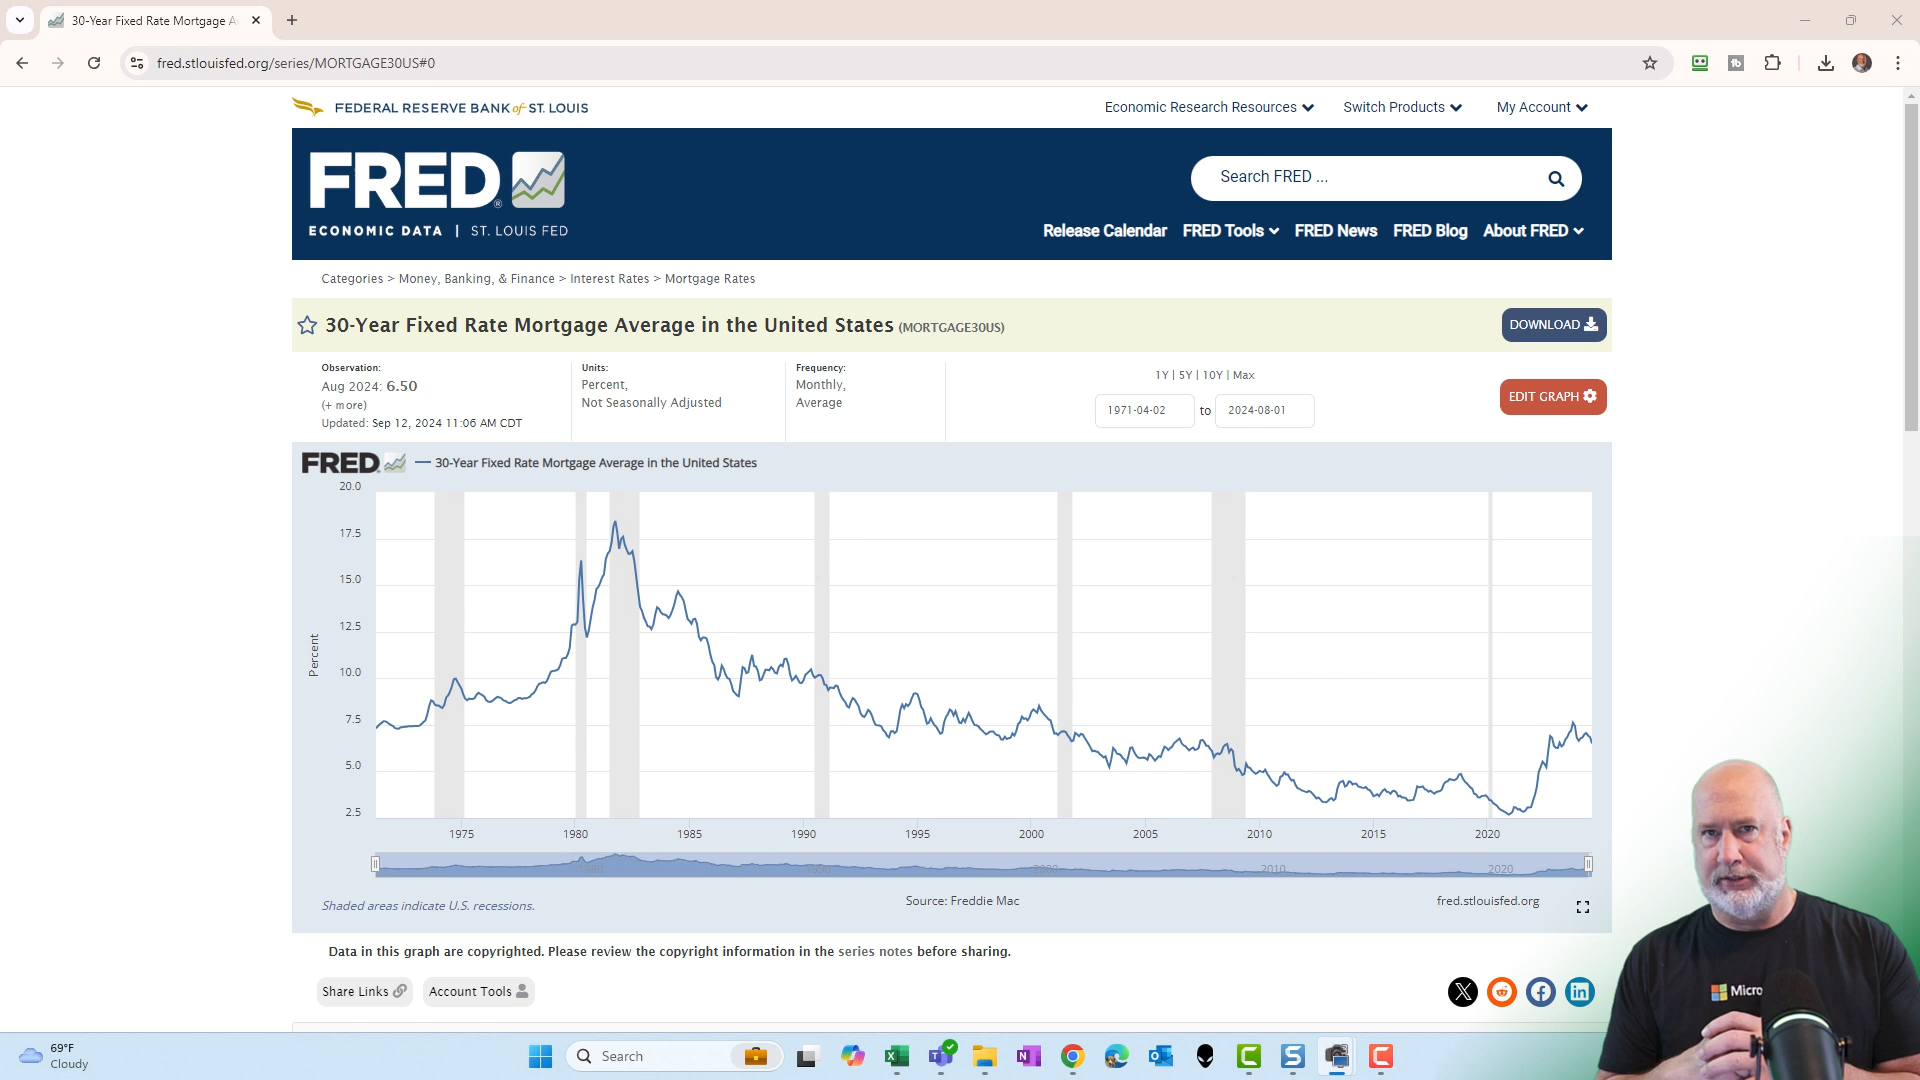 30-Year Fixed Rate Mortgage A
fred.stlouisfed.org/series/MORTGAGE30US#0
FEDERAL RESERVE BANK of ST. LOUIS
Economic Research Resources
Switch Products
My Account
FRED®
ECONOMIC DATA | ST. LOUIS FED
Search FRED ...
Release Calendar
FRED Tools
FRED News
FRED Blog
About FRED
Categories > Money, Banking, & Finance > Interest Rates > Mortgage Rates
30-Year Fixed Rate Mortgage Average in the United States (MORTGAGE30US)
DOWNLOAD
Observation:
Aug 2024: 6.50
(+ more)
Updated: Sep 12, 2024 11:06 AM CDT
Units:
Percent,
Not Seasonally Adjusted
Frequency:
Monthly,
Average
1Y | 5Y | 10Y | Max
1971-04-02 to 2024-08-01
EDIT GRAPH
FRED
30-Year Fixed Rate Mortgage Average in the United States
20.0
17.5
15.0
12.5
10.0
7.5
5.0
2.5
Percent
1975 1980 1985 1990 1995 2000 2005 2010 2015 2020
1980 1990 2000 2010 2020
Shaded areas indicate U.S. recessions.
Source: Freddie Mac
fred.stlouisfed.org
Data in this graph are copyrighted. Please review the copyright information in the series notes before sharing.
Share Links
Account Tools
Micro
69°F
Cloudy
Search